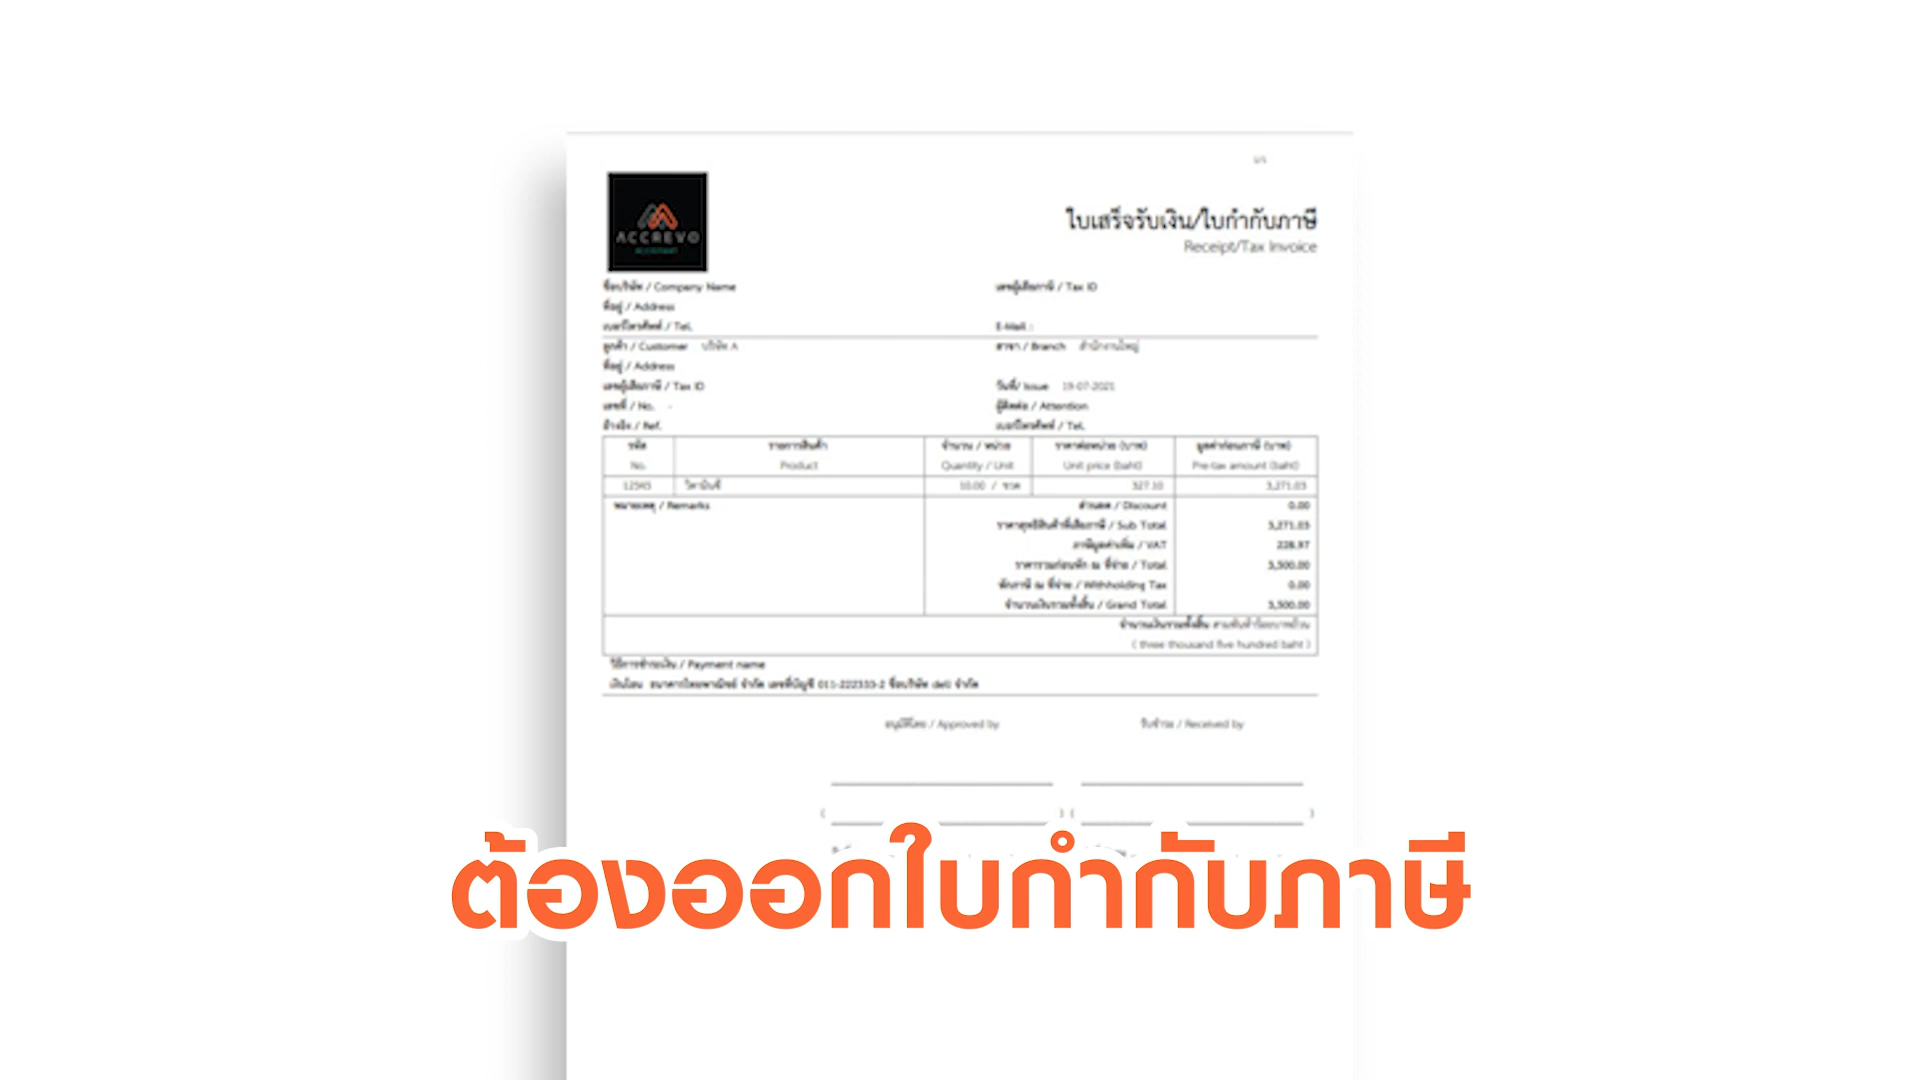 1/1
ACCREVO
ACCOUNTANT
ใบเสร็จรับเงิน/ใบกำกับภาษี
Receipt/Tax Invoice
ชื่อบริษัท / Company Name
เลขผู้เสียภาษี / Tax ID
ที่อยู่ / Address
เบอร์โทรศัพท์ / Tel.
E-Mail :
ลูกค้า / Customer บริษัท A
สาขา / Branch สำนักงานใหญ่
ที่อยู่ / Address
เลขผู้เสียภาษี / Tax ID
วันที่/ Issue 19-07-2021
เลขที่ / No. -
ผู้ติดต่อ / Attention
อ้างอิง / Ref.
เบอร์โทรศัพท์ / Tel.
รหัส รายการสินค้า จำนวน / หน่วย ราคาต่อหน่วย (บาท) มูลค่าก่อนภาษี (บาท)
No. Product Quantity / Unit Unit price (baht) Pre-tax amount (baht)
12345 วิตามินซี 10.00 / ขวด 327.10 3,271.03
หมายเหตุ / Remarks
ส่วนลด / Discount 0.00
ราคาสุทธิสินค้าที่เสียภาษี / Sub Total 3,271.03
ภาษีมูลค่าเพิ่ม / VAT 228.97
ราคารวมก่อนหัก ณ ที่จ่าย / Total 3,500.00
หักภาษี ณ ที่จ่าย / Withholding Tax 0.00
จำนวนเงินรวมทั้งสิ้น / Grand Total 3,500.00
จำนวนเงินรวมทั้งสิ้น สามพันห้าร้อยบาทถ้วน
( three thousand five hundred baht )
วิธีการชำระเงิน / Payment name
เงินโอน ธนาคารไทยพาณิชย์ จำกัด เลขที่บัญชี 011-222333-2 ชื่อบริษัท
อนุมัติโดย / Approved by
รับชำระ / Received by
ต้องออกใบกำกับภาษี